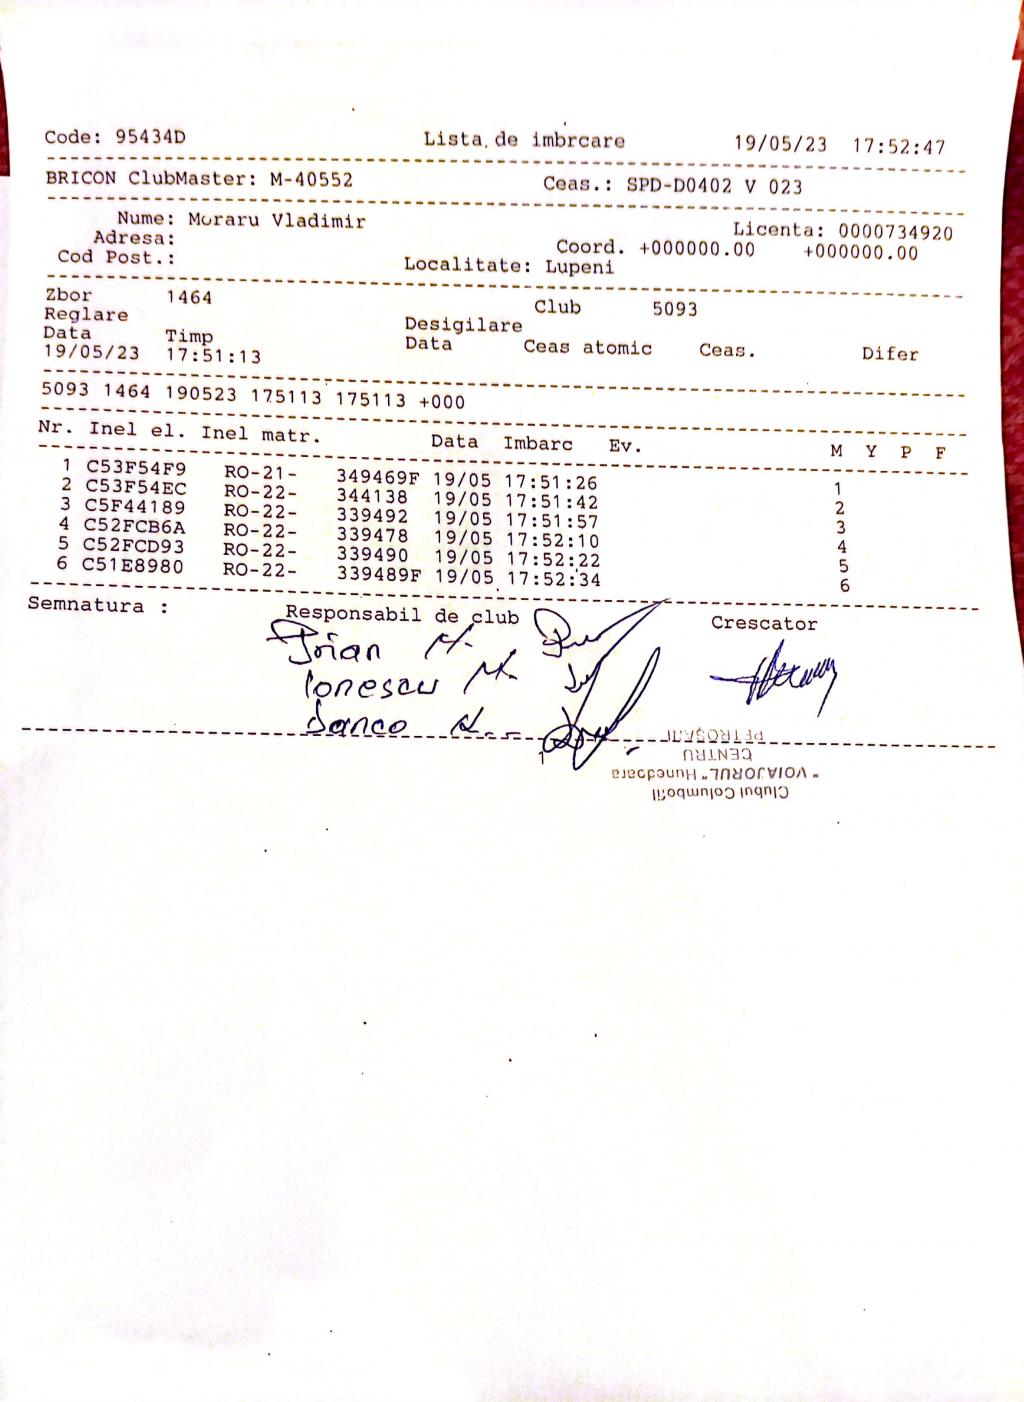 Code: 95434D Lista de imbrcare 19/05/23 17:52:47
BRICON ClubMaster: M-40552 Ceas.: SPD-D0402 V 023
Nume: Moraru Vladimir Licenta: 0000734920
Adresa: Coord. +000000.00 +000000.00
Cod Post.: Localitate: Lupeni
Zbor 1464 Club 5093
Reglare Desigilare
Data Timp Data Ceas atomic Ceas. Difer
19/05/23 17:51:13
5093 1464 190523 175113 175113 +000
Nr. Inel el. Inel matr. Data Imbarc Ev. M Y P F
1 C53F54F9 RO-21- 349469F 19/05 17:51:26 1
2 C53F54EC RO-22- 344138 19/05 17:51:42 2
3 C5F44189 RO-22- 339492 19/05 17:51:57 3
4 C52FCB6A RO-22- 339478 19/05 17:52:10 4
5 C52FCD93 RO-22- 339490 19/05 17:52:22 5
6 C51E8980 RO-22- 339489F 19/05 17:52:34 6
Semnatura : Responsabil de club Crescator
Ionescu M.
1
Clubul Columbofil
"VOIAJORUL" Hunedoara
CENTRU
PETROȘANI